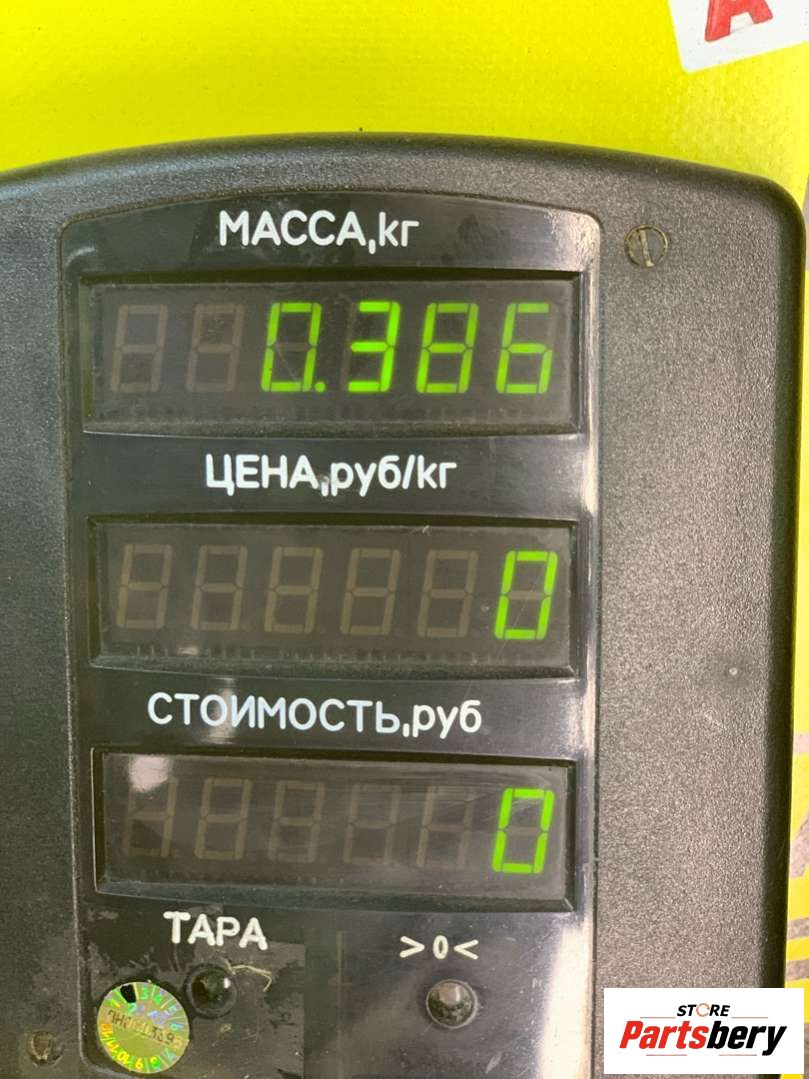 А
МАССА,кг
0.386
ЦЕНА,руб/кг
0
СТОИМОСТЬ,руб
0
ТАРА
>0<
STORE
Partsbery